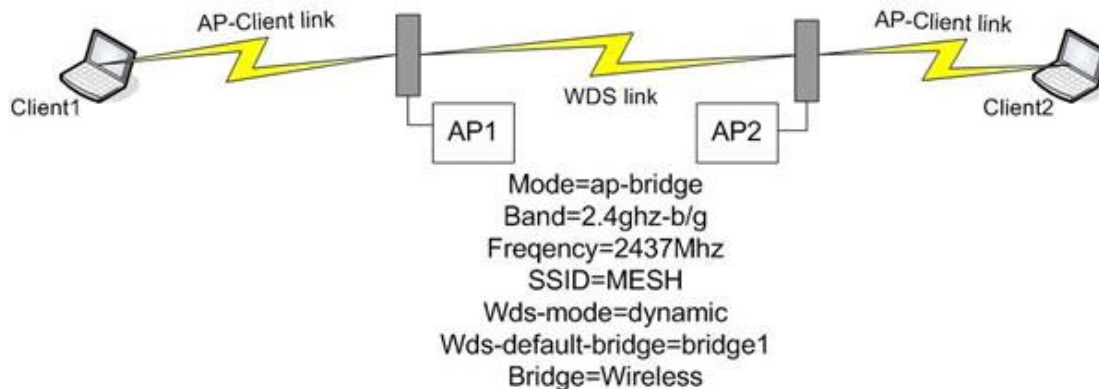 AP-Client link
AP-Client link
Client1
WDS link
Client2
AP1
AP2
Mode=ap-bridge
Band=2.4ghz-b/g
Freqency=2437Mhz
SSID=MESH
Wds-mode=dynamic
Wds-default-bridge=bridge1
Bridge=Wireless